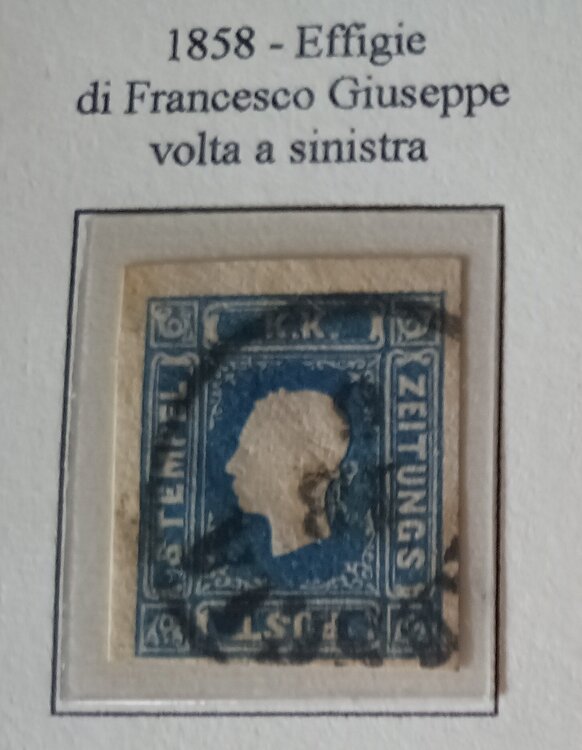 1858 - Effigie
di Francesco Giuseppe
volta a sinistra
K.K.
ZEITUNGS
POST
STEMPEL